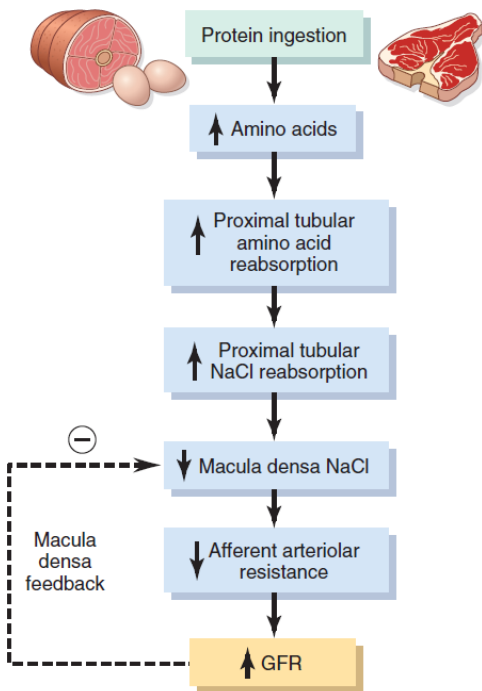 Protein ingestion
↑ Amino acids
↑ Proximal tubular
amino acid
reabsorption
↑ Proximal tubular
NaCl reabsorption
−
↓ Macula densa NaCl
↓ Afferent arteriolar
resistance
Macula
densa
feedback
↑ GFR